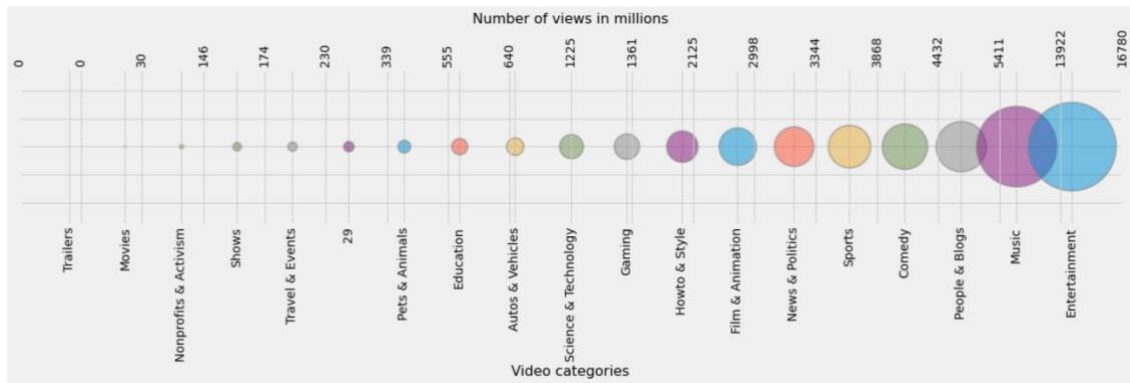 Number of views in millions
0
0
30
146
174
230
339
555
640
1225
1361
2125
2998
3344
3868
4432
5411
13922
16780
Trailers
Movies
Nonprofits & Activism
Shows
Travel & Events
29
Pets & Animals
Education
Autos & Vehicles
Science & Technology
Gaming
Howto & Style
Film & Animation
News & Politics
Sports
Comedy
People & Blogs
Music
Entertainment
Video categories